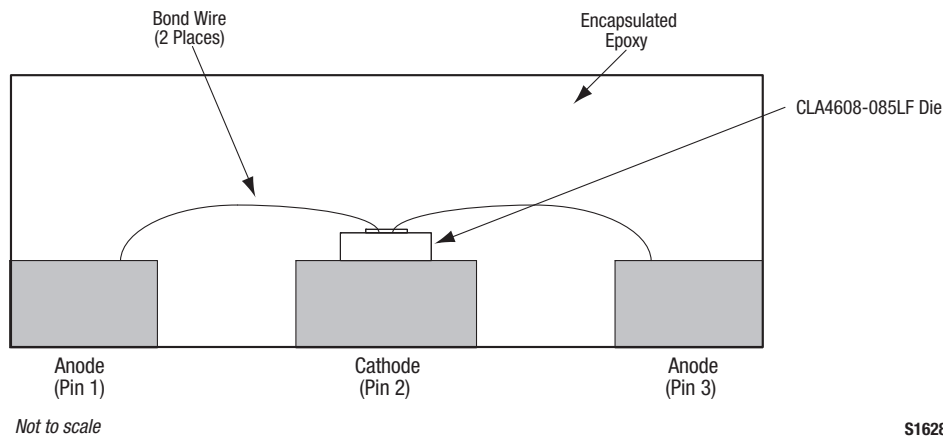 Bond Wire
(2 Places)
Encapsulated
Epoxy
CLA4608-085LF Die
Anode
(Pin 1)
Cathode
(Pin 2)
Anode
(Pin 3)
Not to scale
S1628